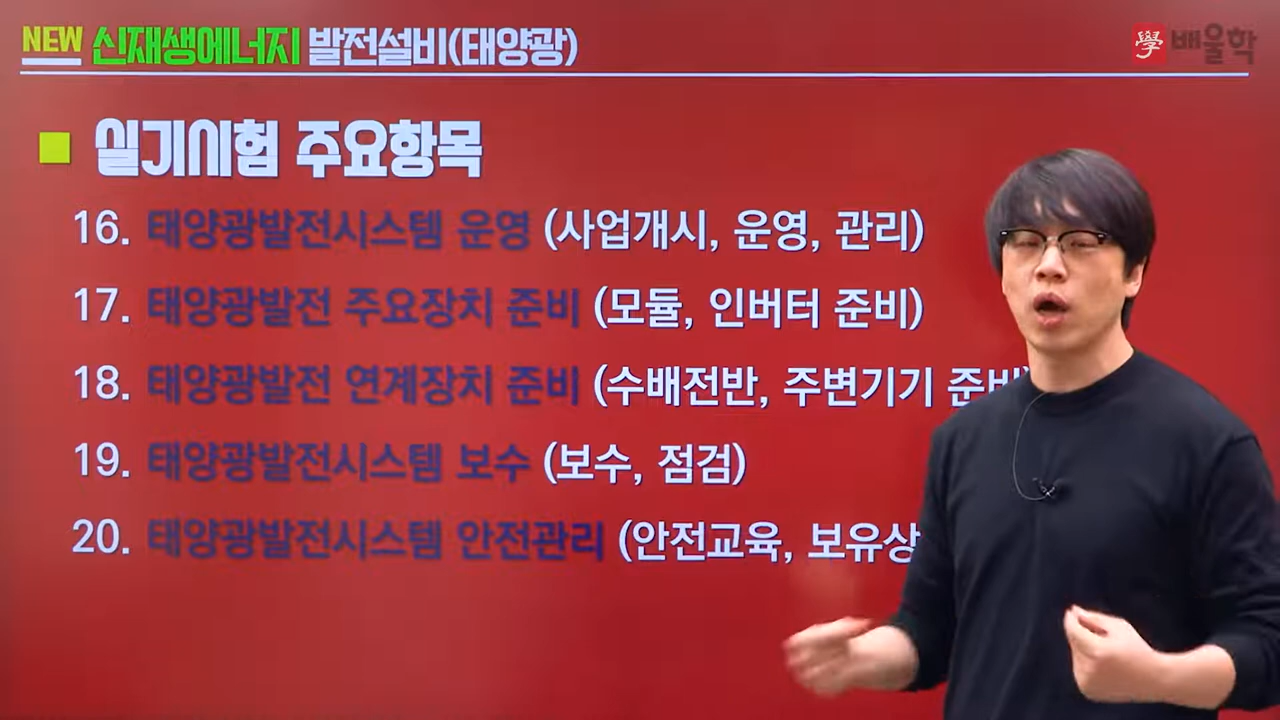 NEW 신재생에너지 발전설비(태양광)
學 배울학
실기시험 주요항목
16. 태양광발전시스템 운영 (사업개시, 운영, 관리)
17. 태양광발전 주요장치 준비 (모듈, 인버터 준비)
18. 태양광발전 연계장치 준비 (수배전반, 주변기기 준비)
19. 태양광발전시스템 보수 (보수, 점검)
20. 태양광발전시스템 안전관리 (안전교육, 보유상